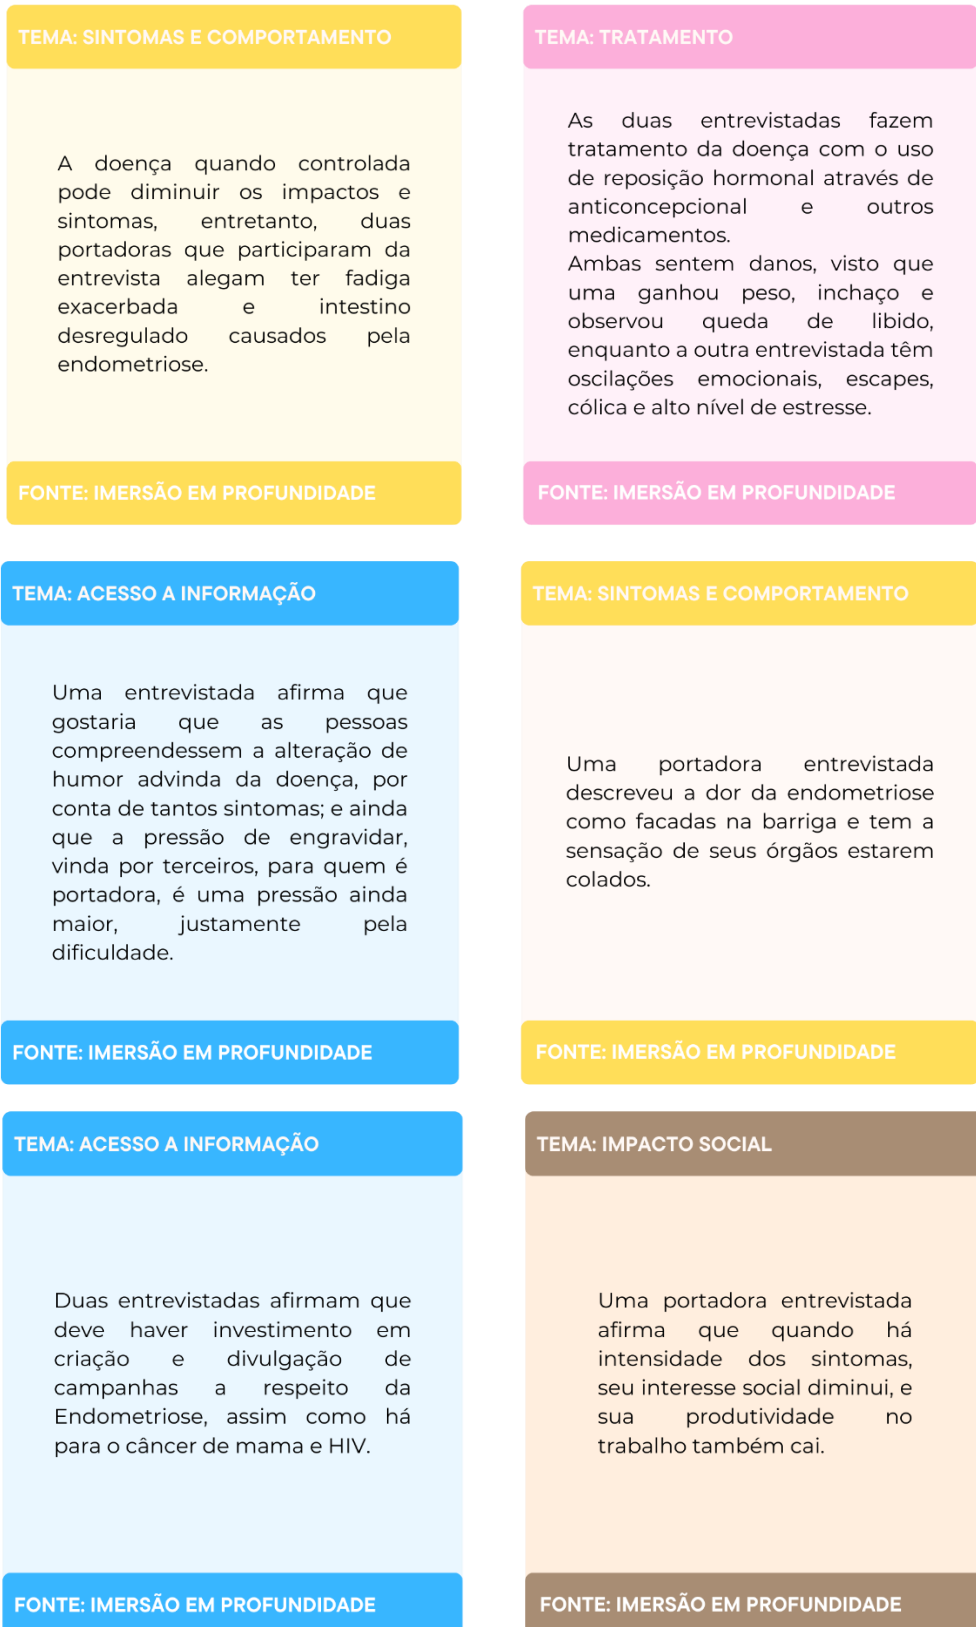 TEMA: SINTOMAS E COMPORTAMENTO
A doença quando controlada
pode diminuir os impactos e
sintomas, entretanto, duas
portadoras que participaram da
entrevista alegam ter fadiga
exacerbada e intestino
desregulado causados pela
endometriose.
FONTE: IMERSÃO EM PROFUNDIDADE
TEMA: TRATAMENTO
As duas entrevistadas fazem
tratamento da doença com o uso
de reposição hormonal através de
anticoncepcional e outros
medicamentos.
Ambas sentem danos, visto que
uma ganhou peso, inchaço e
observou queda de libido,
enquanto a outra entrevistada têm
oscilações emocionais, escapes,
cólica e alto nível de estresse.
FONTE: IMERSÃO EM PROFUNDIDADE
TEMA: ACESSO A INFORMAÇÃO
Uma entrevistada afirma que
gostaria que as pessoas
compreendessem a alteração de
humor advinda da doença, por
conta de tantos sintomas; e ainda
que a pressão de engravidar,
vinda por terceiros, para quem é
portadora, é uma pressão ainda
maior, justamente pela
dificuldade.
FONTE: IMERSÃO EM PROFUNDIDADE
TEMA: SINTOMAS E COMPORTAMENTO
Uma portadora entrevistada
descreveu a dor da endometriose
como facadas na barriga e tem a
sensação de seus órgãos estarem
colados.
FONTE: IMERSÃO EM PROFUNDIDADE
TEMA: ACESSO A INFORMAÇÃO
Duas entrevistadas afirmam que
deve haver investimento em
criação e divulgação de
campanhas a respeito da
Endometriose, assim como há
para o câncer de mama e HIV.
FONTE: IMERSÃO EM PROFUNDIDADE
TEMA: IMPACTO SOCIAL
Uma portadora entrevistada
afirma que quando há
intensidade dos sintomas,
seu interesse social diminui, e
sua produtividade no
trabalho também cai.
FONTE: IMERSÃO EM PROFUNDIDADE